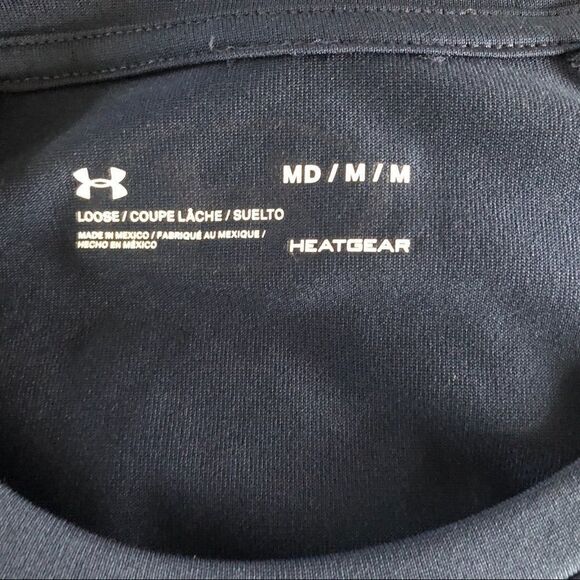 MD / M / M
LOOSE / COUPE LÂCHE / SUELTO
MADE IN MEXICO / FABRIQUÉ AU MEXIQUE /
HECHO EN MÉXICO
HEATGEAR